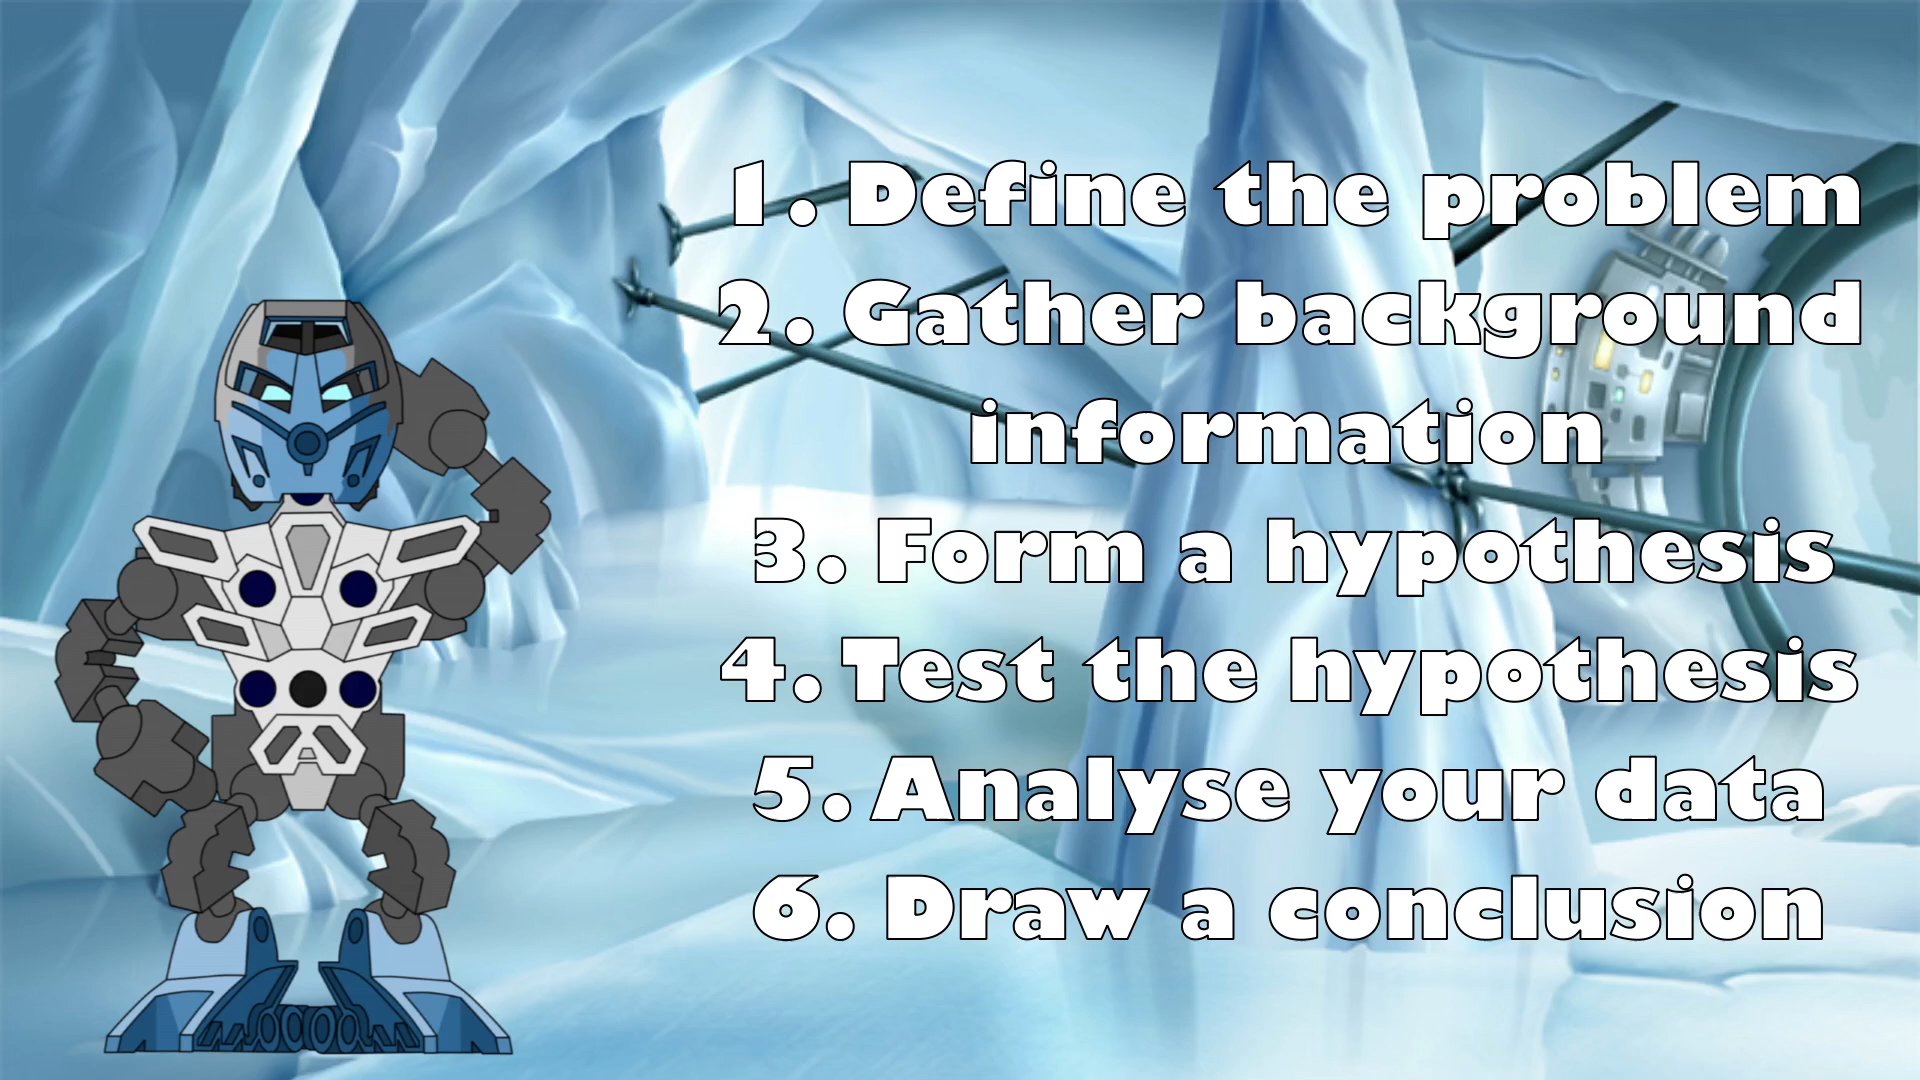 1. Define the problem
2. Gather background
information
3. Form a hypothesis
4. Test the hypothesis
5. Analyse your data
6. Draw a conclusion